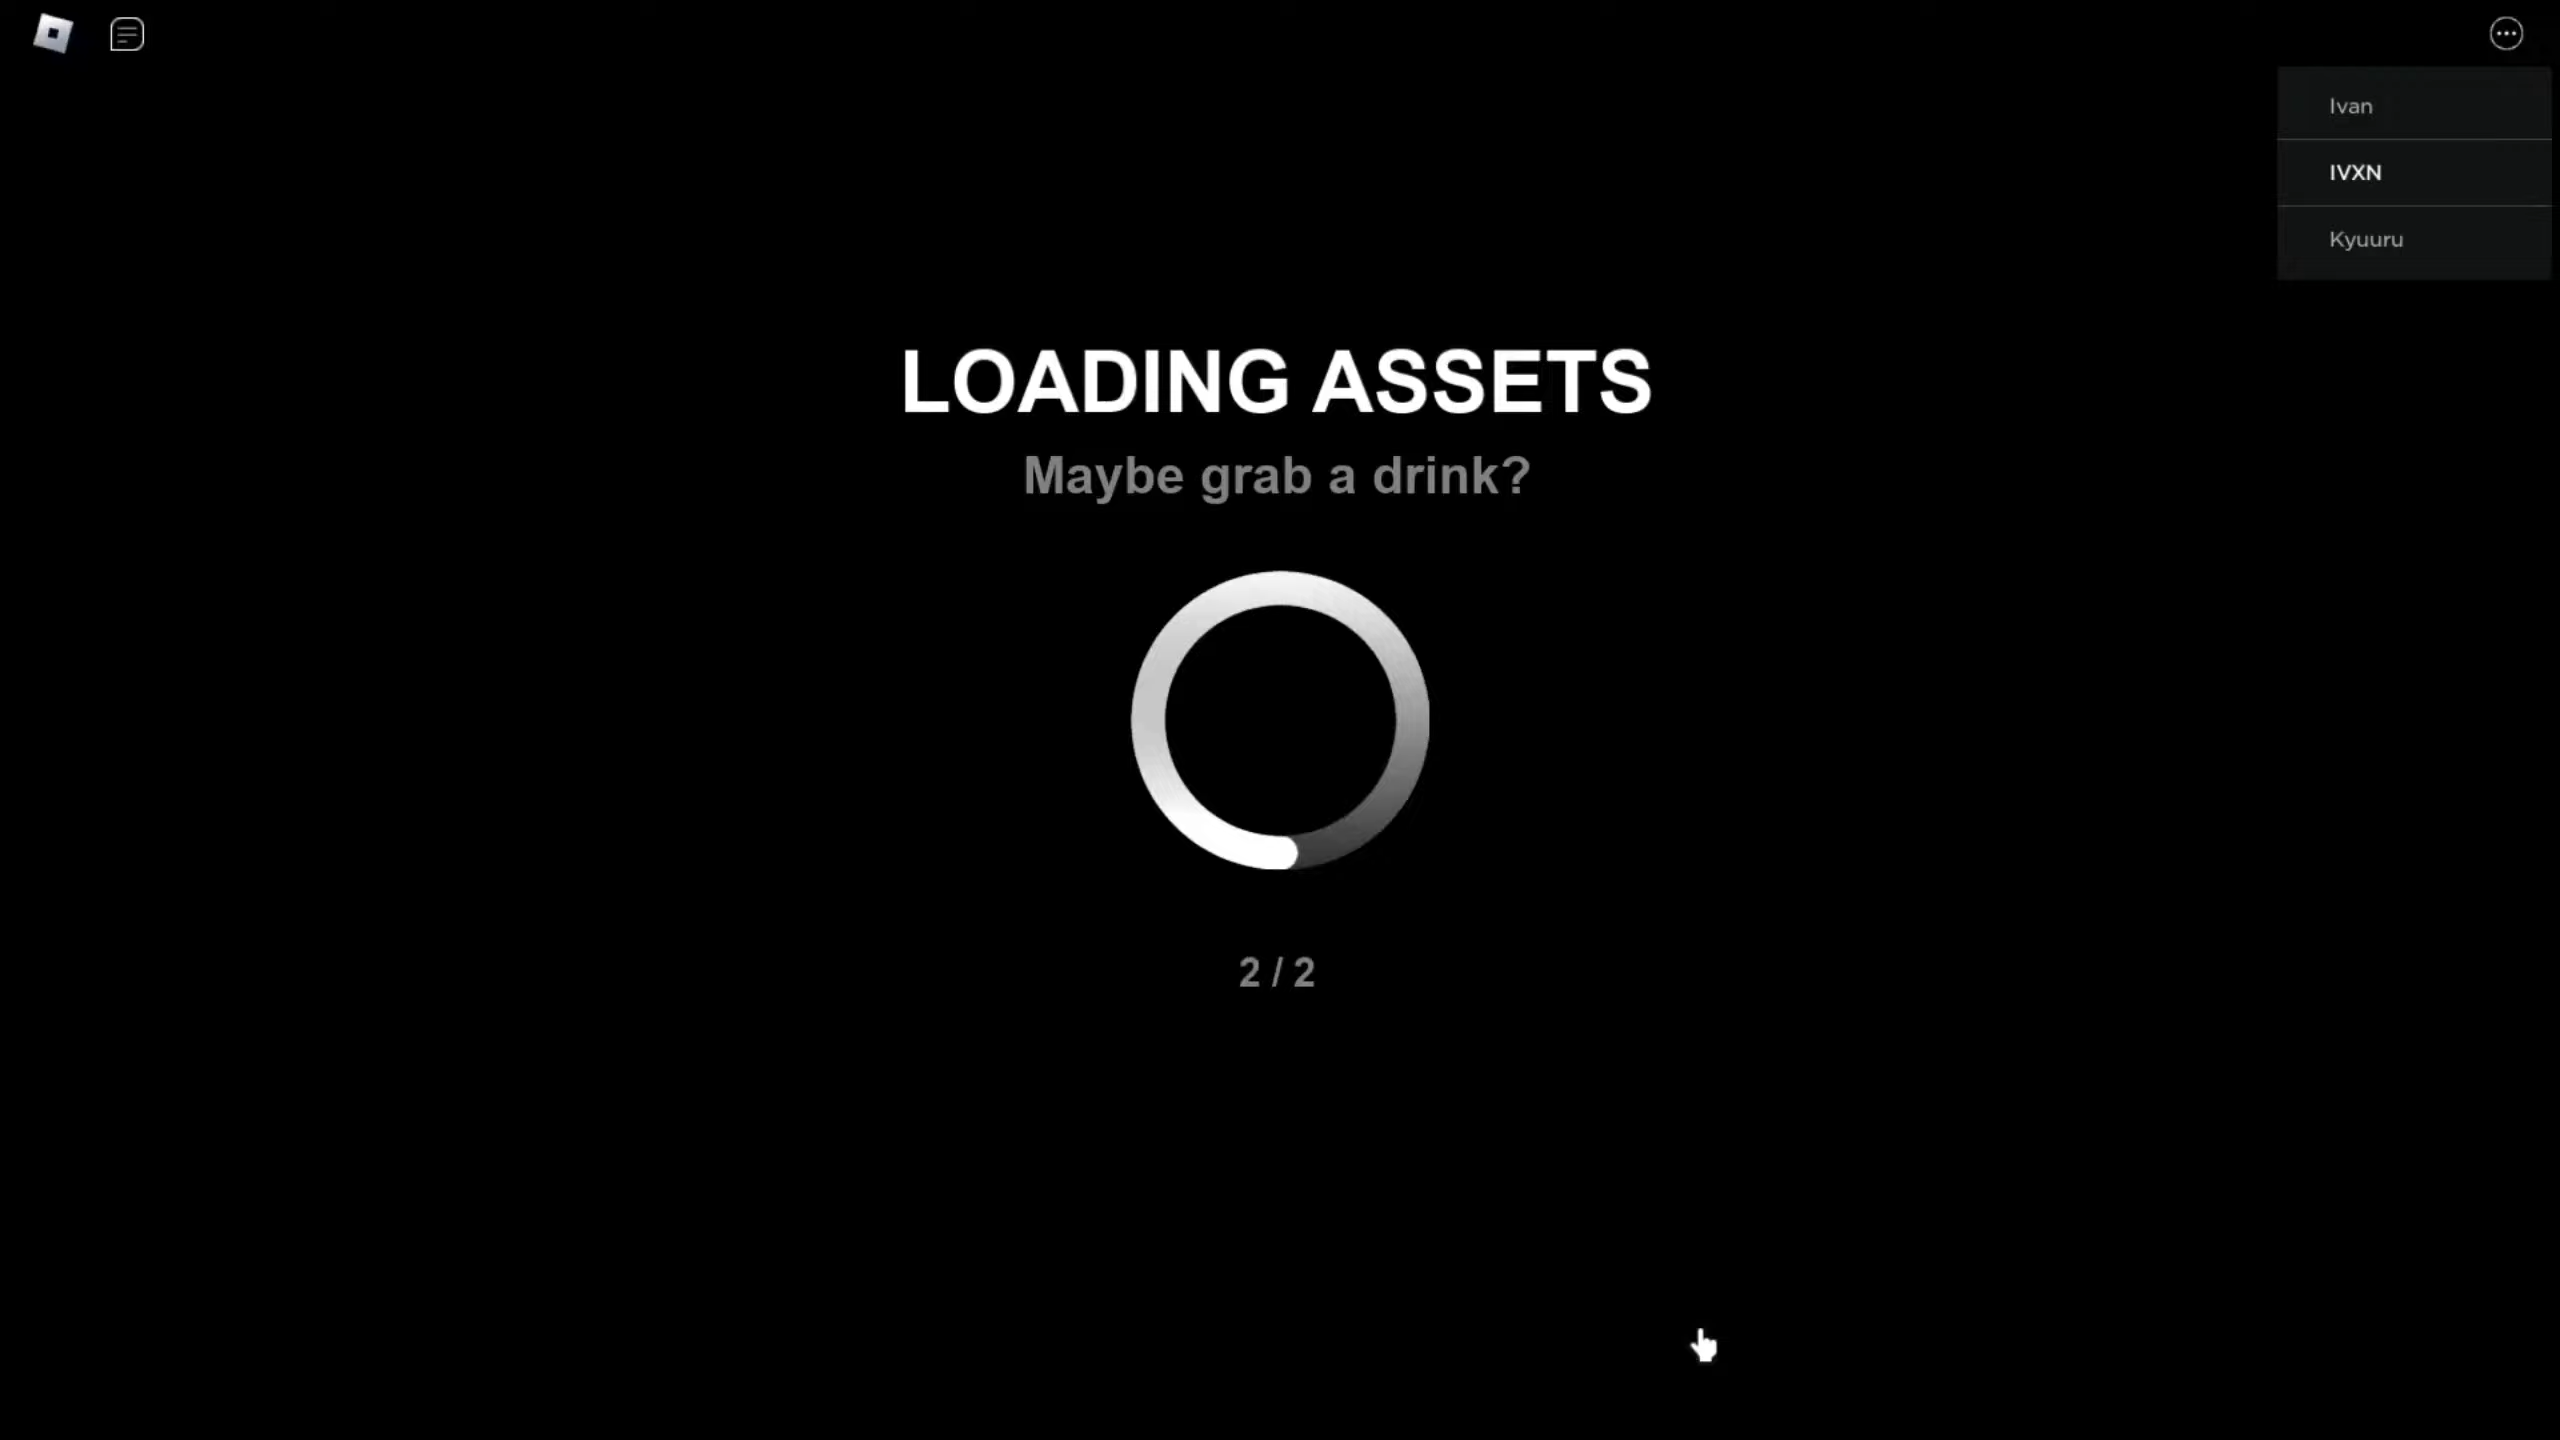 Ivan
IVXN
Kyuuru
LOADING ASSETS
Maybe grab a drink?
2 / 2